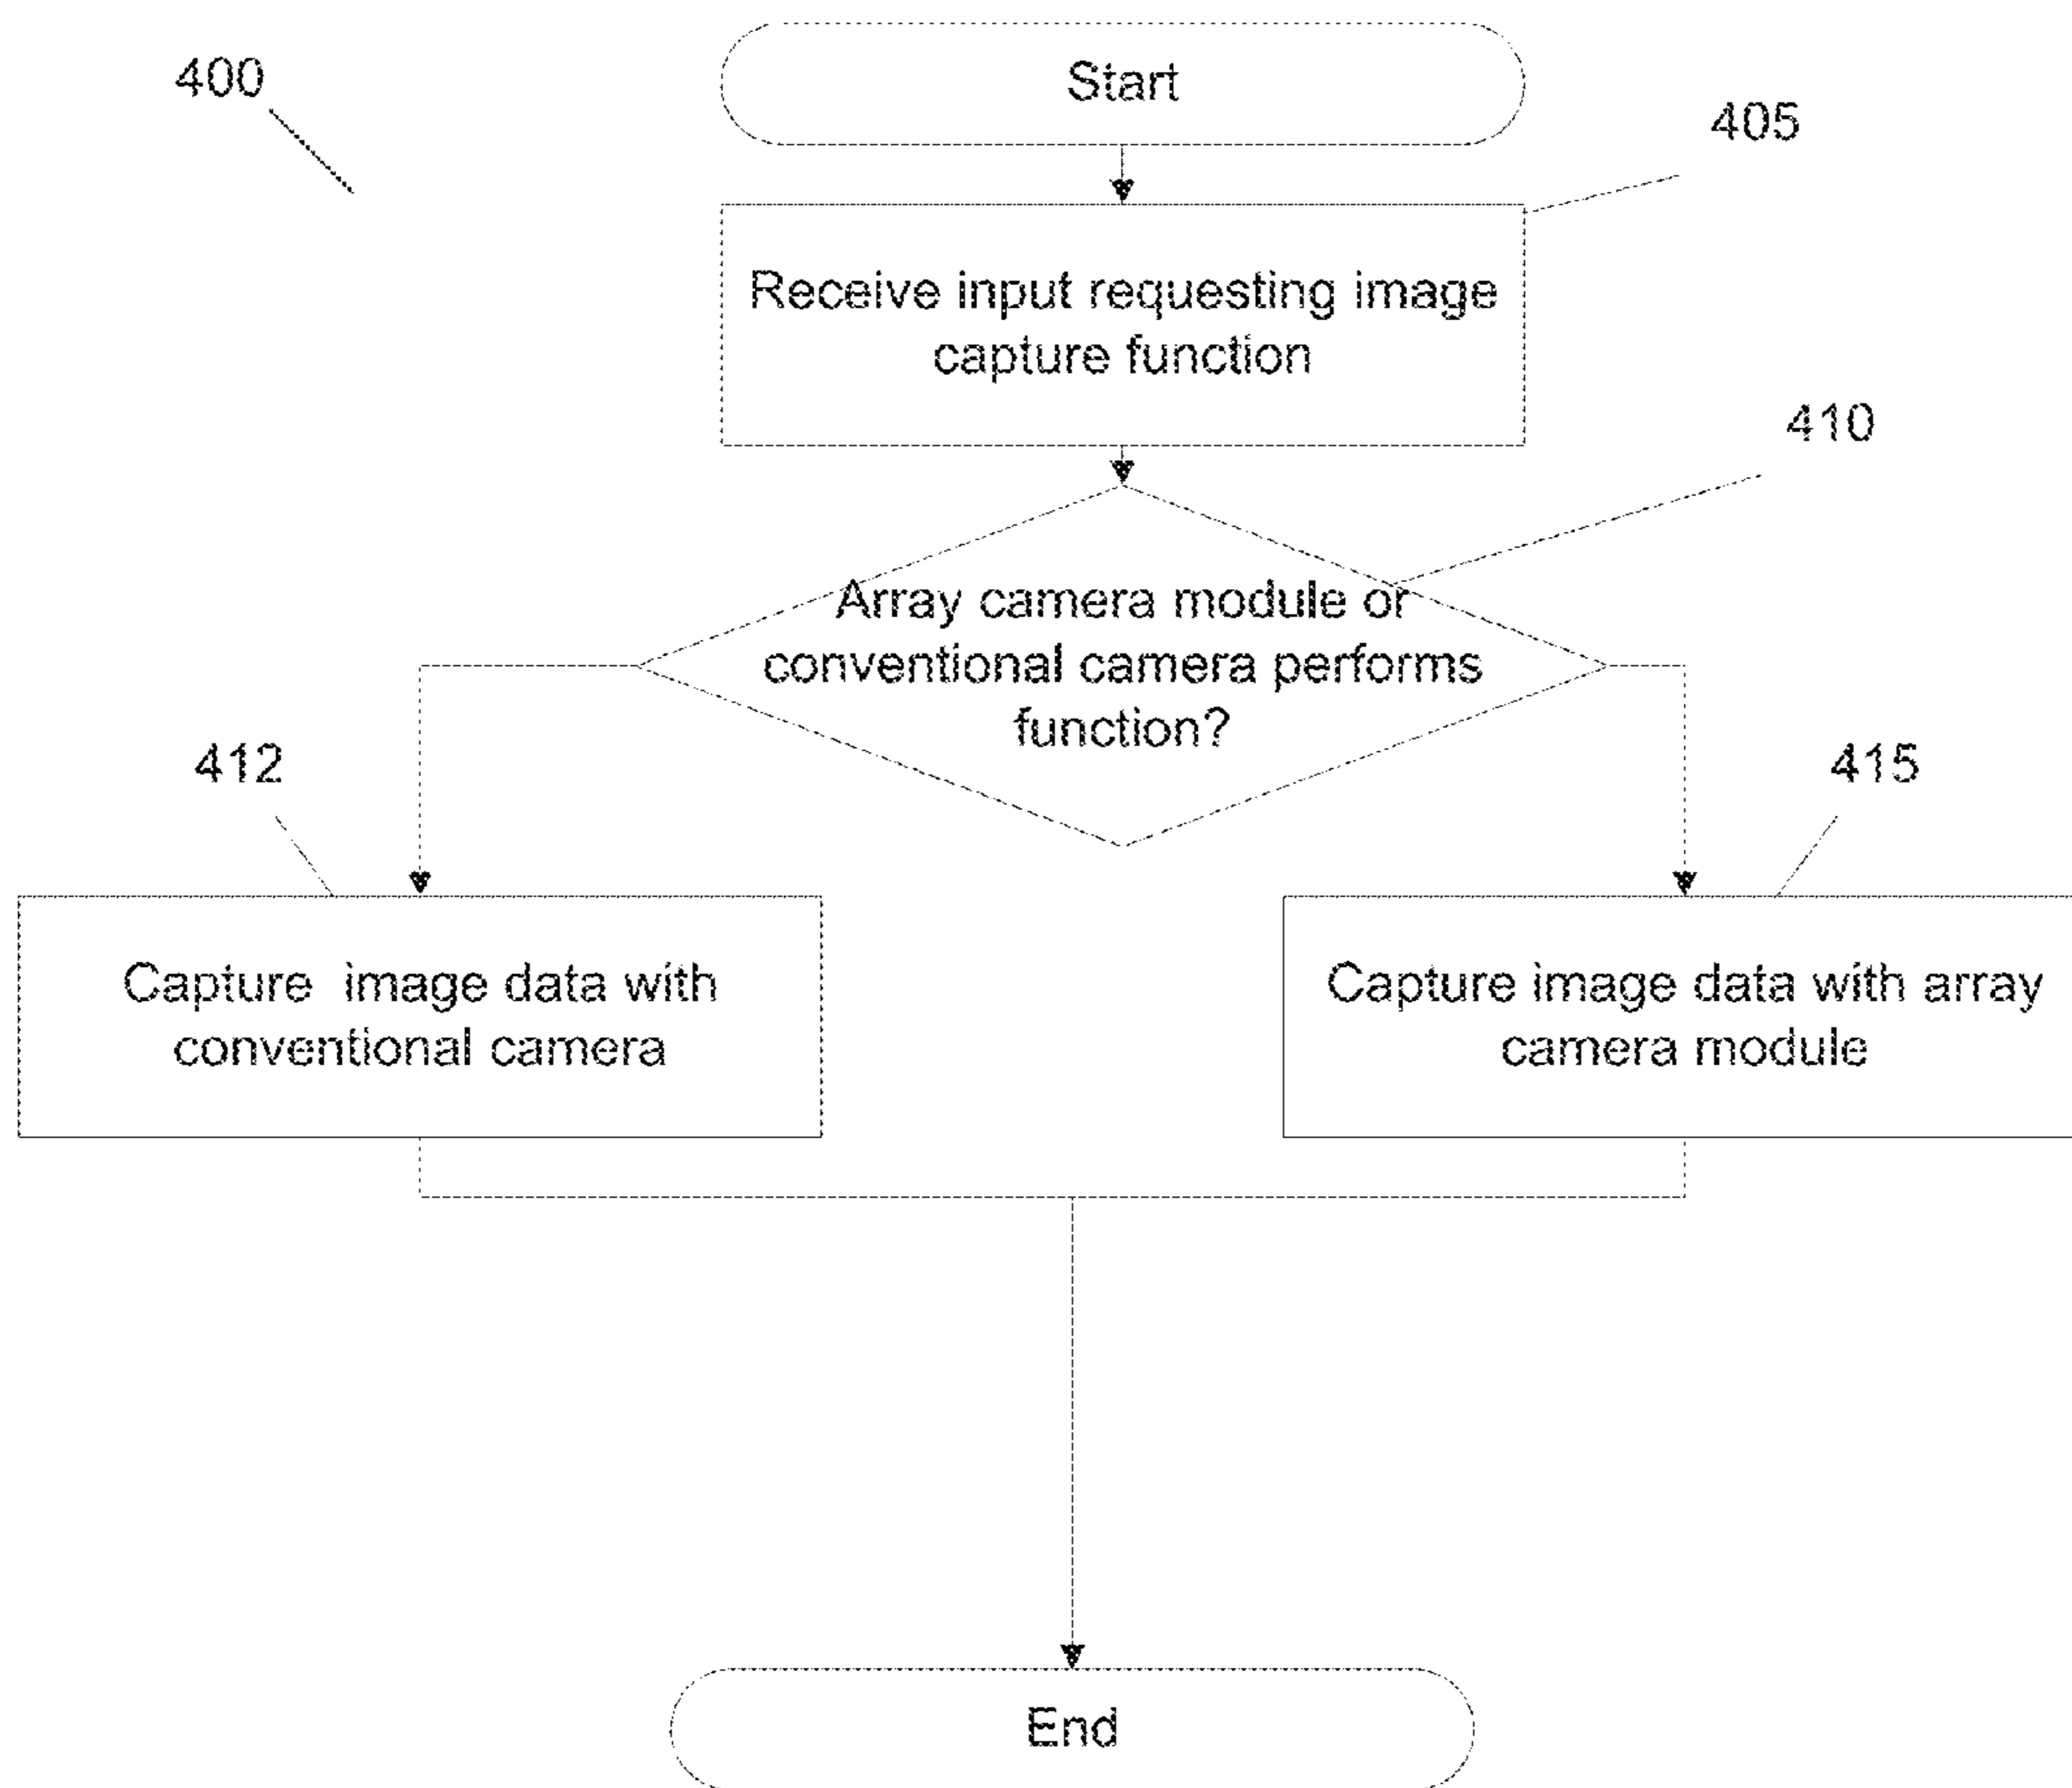 400
Start
405
Receive input requesting image
capture function
410
Array camera module or
conventional camera performs
function?
412
415
Capture image data with
conventional camera
Capture image data with array
camera module
End